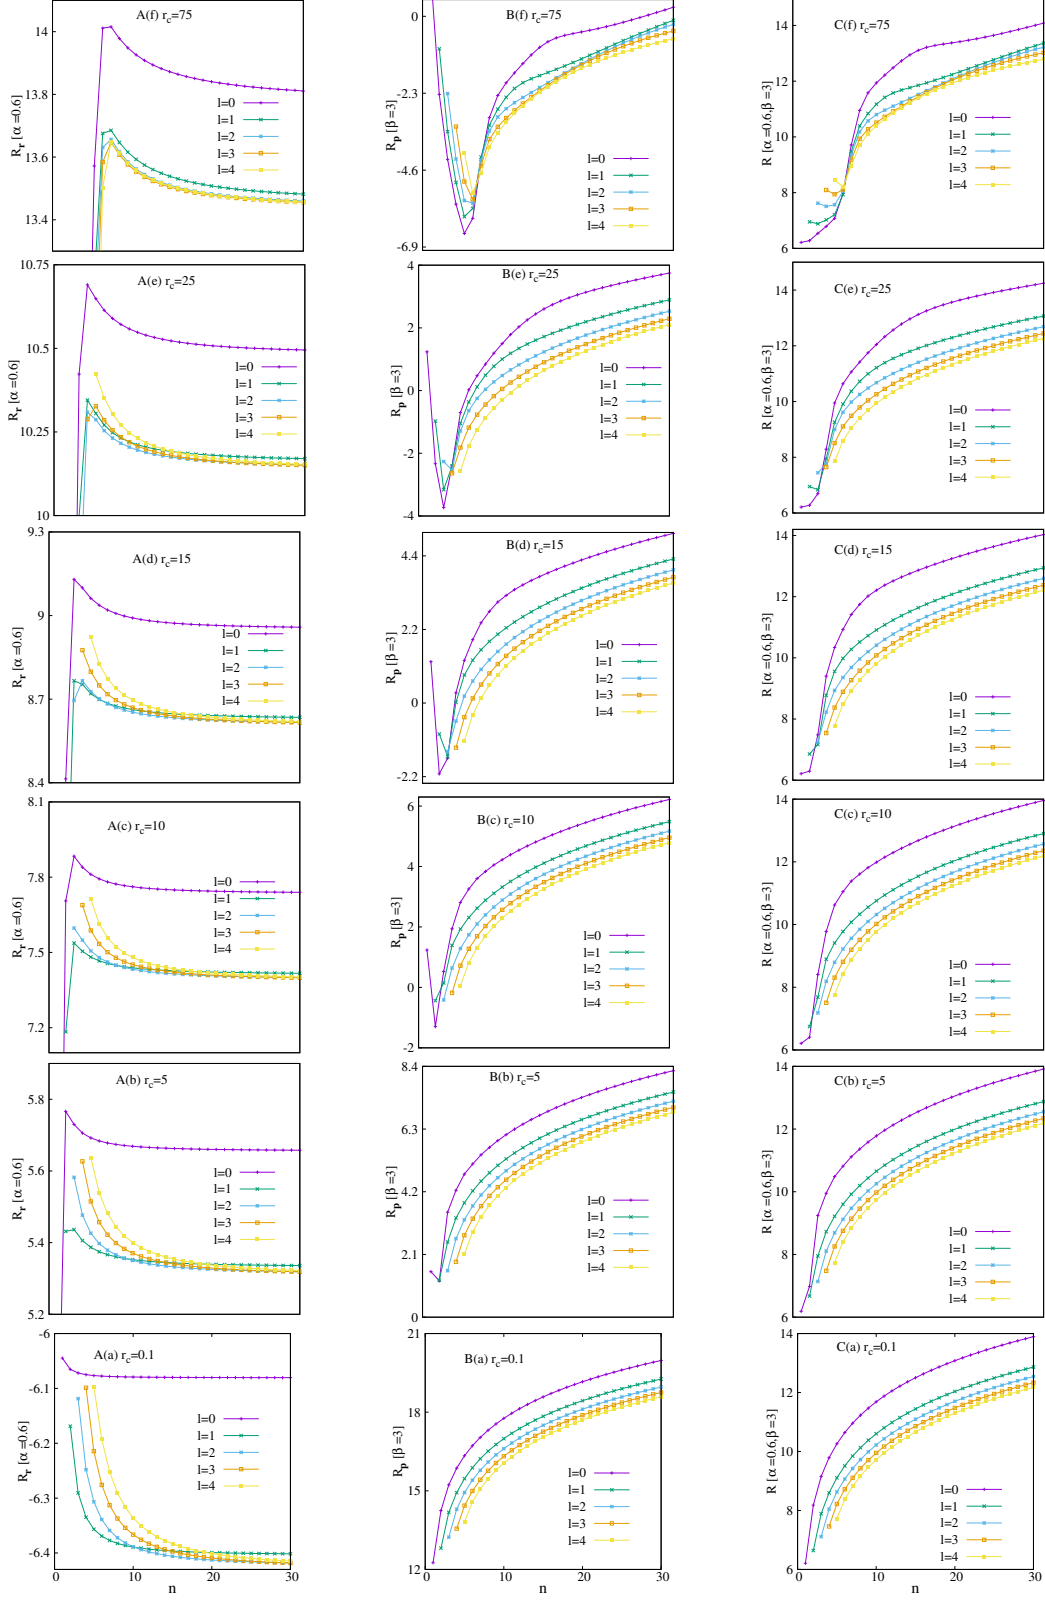 A(f) r_c=75
R_r [α=0.6]
14
13.8
13.6
13.4
l=0
l=1
l=2
l=3
l=4
B(f) r_c=75
R_p [β=3]
0
-2.3
-4.6
-6.9
l=0
l=1
l=2
l=3
l=4
C(f) r_c=75
R [α=0.6,β=3]
14
12
10
8
6
l=0
l=1
l=2
l=3
l=4
A(e) r_c=25
R_r [α=0.6]
10.75
10.5
10.25
10
l=0
l=1
l=2
l=3
l=4
B(e) r_c=25
R_p [β=3]
4
2
0
-2
-4
l=0
l=1
l=2
l=3
l=4
C(e) r_c=25
R [α=0.6,β=3]
14
12
10
8
6
l=0
l=1
l=2
l=3
l=4
A(d) r_c=15
R_r [α=0.6]
9.3
9
8.7
8.4
l=0
l=1
l=2
l=3
l=4
B(d) r_c=15
R_p [β=3]
4.4
2.2
0
-2.2
l=0
l=1
l=2
l=3
l=4
C(d) r_c=15
R [α=0.6,β=3]
14
12
10
8
6
l=0
l=1
l=2
l=3
l=4
A(c) r_c=10
R_r [α=0.6]
8.1
7.8
7.5
7.2
l=0
l=1
l=2
l=3
l=4
B(c) r_c=10
R_p [β=3]
6
4
2
0
-2
l=0
l=1
l=2
l=3
l=4
C(c) r_c=10
R [α=0.6,β=3]
14
12
10
8
6
l=0
l=1
l=2
l=3
l=4
A(b) r_c=5
R_r [α=0.6]
5.8
5.6
5.4
5.2
l=0
l=1
l=2
l=3
l=4
B(b) r_c=5
R_p [β=3]
8.4
6.3
4.2
2.1
0
l=0
l=1
l=2
l=3
l=4
C(b) r_c=5
R [α=0.6,β=3]
14
12
10
8
6
l=0
l=1
l=2
l=3
l=4
A(a) r_c=0.1
R_r [α=0.6]
-6
-6.1
-6.2
-6.3
-6.4
l=0
l=1
l=2
l=3
l=4
0 10 20 30
n
B(a) r_c=0.1
R_p [β=3]
21
18
15
12
l=0
l=1
l=2
l=3
l=4
0 10 20 30
n
C(a) r_c=0.1
R [α=0.6,β=3]
14
12
10
8
6
l=0
l=1
l=2
l=3
l=4
0 10 20 30
n